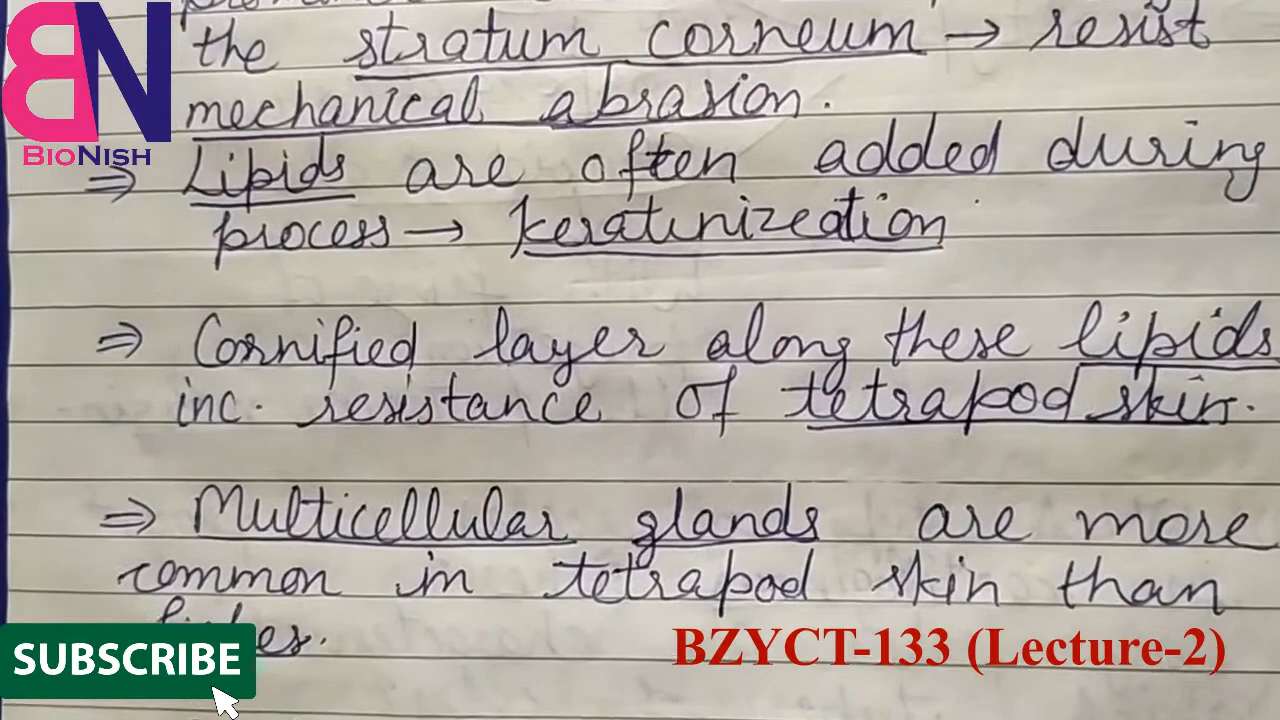 the stratum corneum → resist
mechanical abrasion.
⇒ Lipids are often added during
process → Keratinization
⇒ Cornified layer along these lipids
inc. resistance of tetrapod skin.
⇒ Multicellular glands are more
common in tetrapod skin than
BN
BIONISH
SUBSCRIBE
BZYCT-133 (Lecture-2)